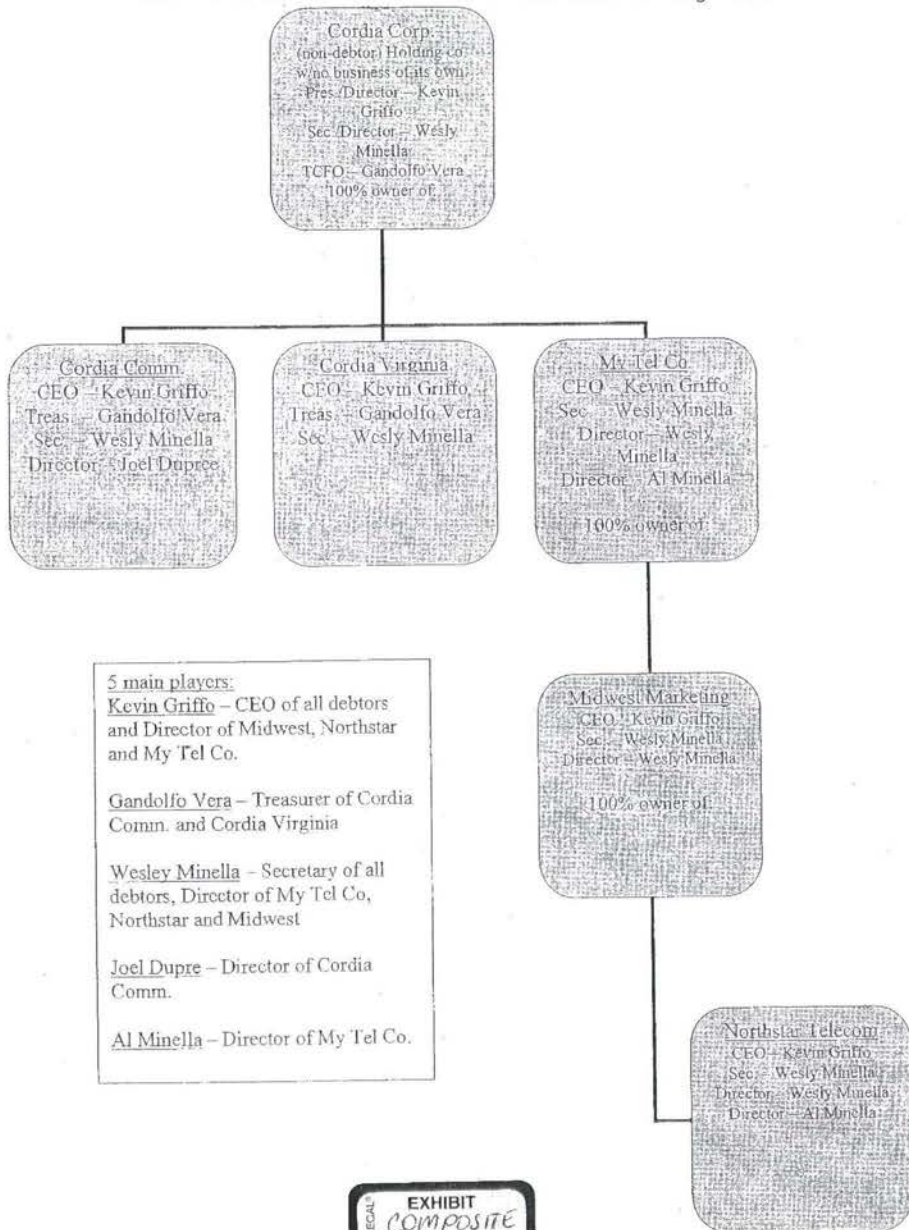 Cordia Corp.
(non-debtor) Holding co
w/no business of its own
Pres./Director – Kevin
Griffo
Sec./Director – Wesly
Minella
TCFO – Gandolfo Vera
100% owner of:
Cordia Comm.
CEO – Kevin Griffo
Treas. – Gandolfo Vera
Sec. – Wesly Minella
Director – Joel Dupree
Cordia Virginia
CEO – Kevin Griffo
Treas. – Gandolfo Vera
Sec. – Wesly Minella
My Tel Co
CEO – Kevin Griffo
Sec. – Wesly Minella
Director – Wesly
Minella
Director – Al Minella
100% owner of:
5 main players:
Kevin Griffo – CEO of all debtors
and Director of Midwest, Northstar
and My Tel Co.
Gandolfo Vera – Treasurer of Cordia
Comm. and Cordia Virginia
Wesley Minella – Secretary of all
debtors, Director of My Tel Co,
Northstar and Midwest
Joel Dupre – Director of Cordia
Comm.
Al Minella – Director of My Tel Co.
Midwest Marketing
CEO – Kevin Griffo
Sec. – Wesly Minella
Director – Wesly Minella
100% owner of:
Northstar Telecom
CEO – Kevin Griffo
Sec. – Wesly Minella
Director – Wesly Minella
Director – Al Minella
EXHIBIT
COMPOSITE